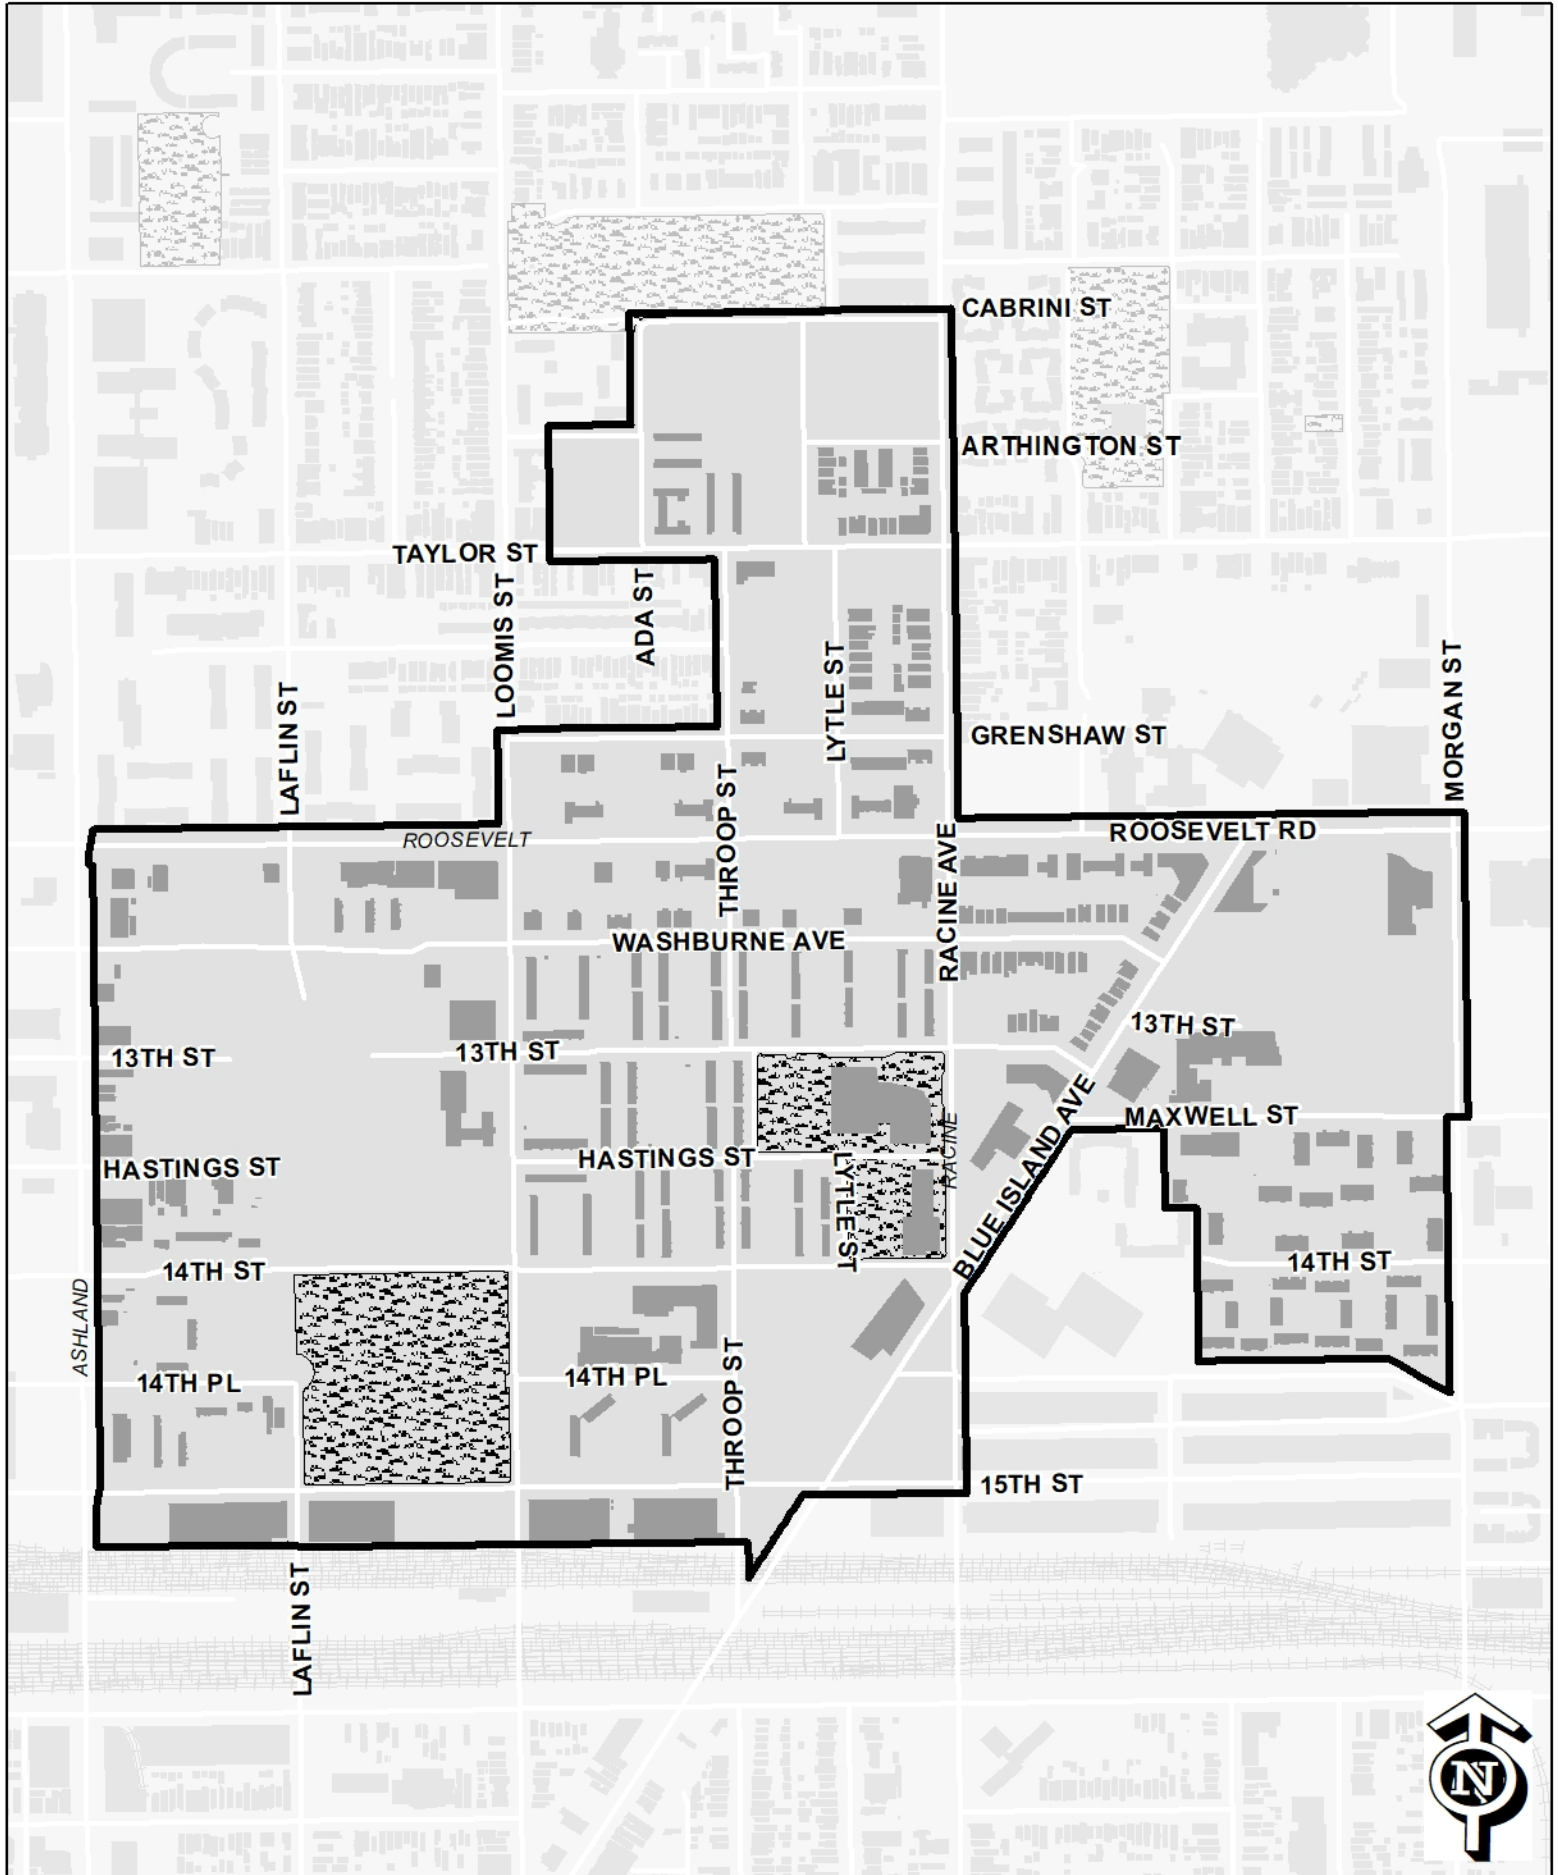 CABRINI ST
ARTHINGTON ST
TAYLOR ST
LOOMIS ST
ADA ST
LYTLE ST
MORGAN ST
LAFLIN ST
GRENSHAW ST
THROOP ST
ROOSEVELT
ROOSEVELT RD
RACINE AVE
WASHBURNE AVE
13TH ST
13TH ST
13TH ST
MAXWELL ST
BLUE ISLAND AVE
RACINE
HASTINGS ST
HASTINGS ST
LYTLE ST
14TH ST
14TH ST
ASHLAND
14TH PL
14TH PL
THROOP ST
15TH ST
LAFLIN ST
N